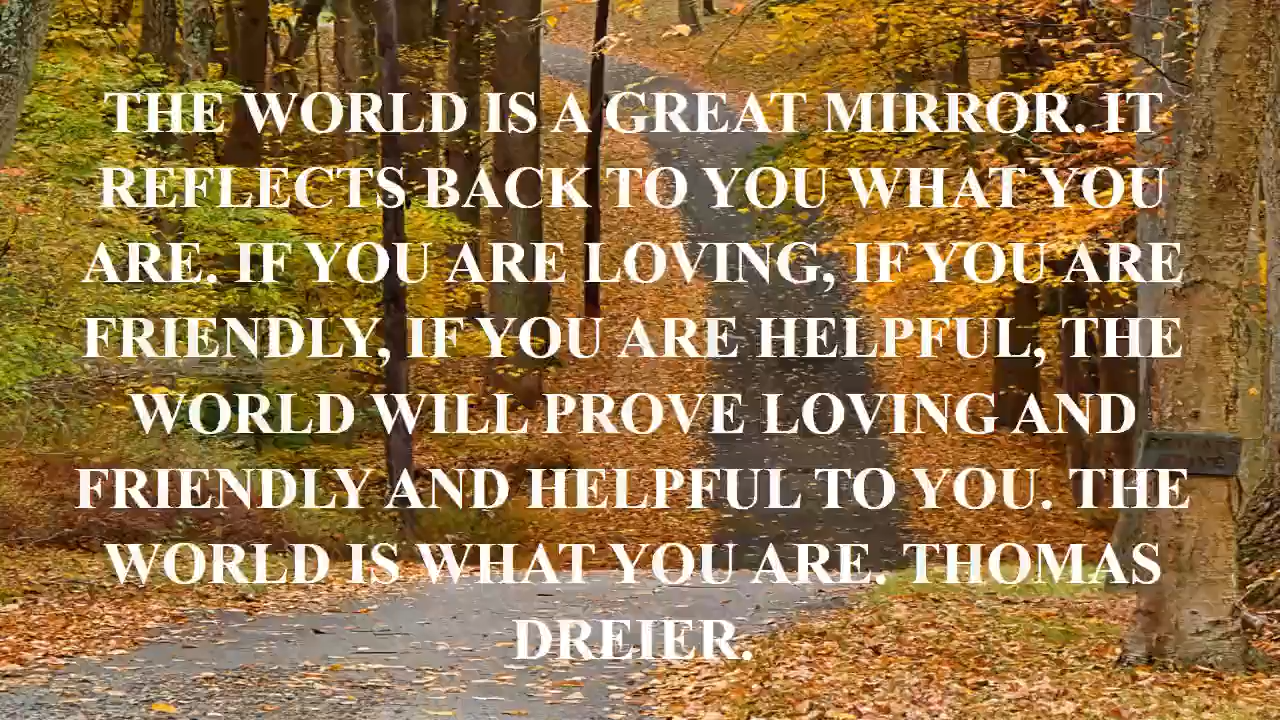 THE WORLD IS A GREAT MIRROR. IT
REFLECTS BACK TO YOU WHAT YOU
ARE. IF YOU ARE LOVING, IF YOU ARE
FRIENDLY, IF YOU ARE HELPFUL, THE
WORLD WILL PROVE LOVING AND
FRIENDLY AND HELPFUL TO YOU. THE
WORLD IS WHAT YOU ARE. THOMAS
DREIER.